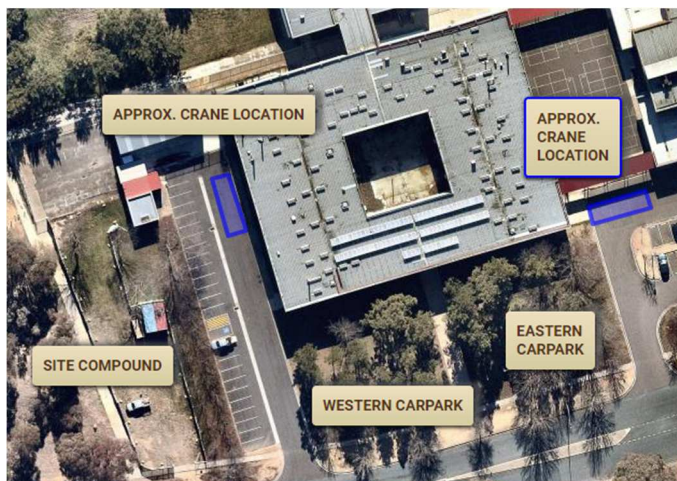 APPROX. CRANE LOCATION
APPROX.
CRANE
LOCATION
EASTERN
CARPARK
SITE COMPOUND
WESTERN CARPARK